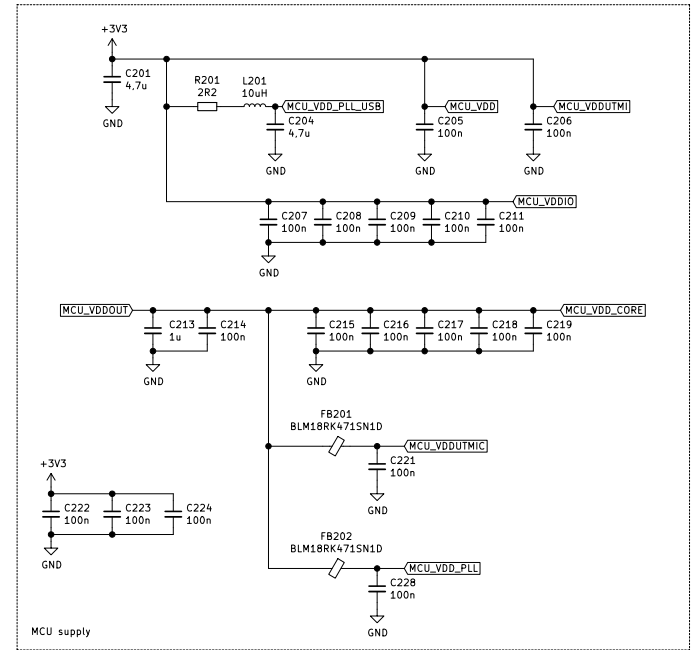 +3V3
C201
4,7u
GND
R201
2R2
L201
10uH
MCU_VDD_PLL_USB
C204
4,7u
GND
MCU_VDD
C205
100n
GND
MCU_VDDUTMI
C206
100n
GND
MCU_VDDIO
C207
100n
C208
100n
C209
100n
C210
100n
C211
100n
GND
MCU_VDDOUT
C213
1u
C214
100n
GND
C215
100n
C216
100n
C217
100n
C218
100n
C219
100n
GND
MCU_VDD_CORE
FB201
BLM18RK471SN1D
MCU_VDDUTMIC
C221
100n
GND
+3V3
C222
100n
C223
100n
C224
100n
GND
FB202
BLM18RK471SN1D
MCU_VDD_PLL
C228
100n
GND
MCU supply